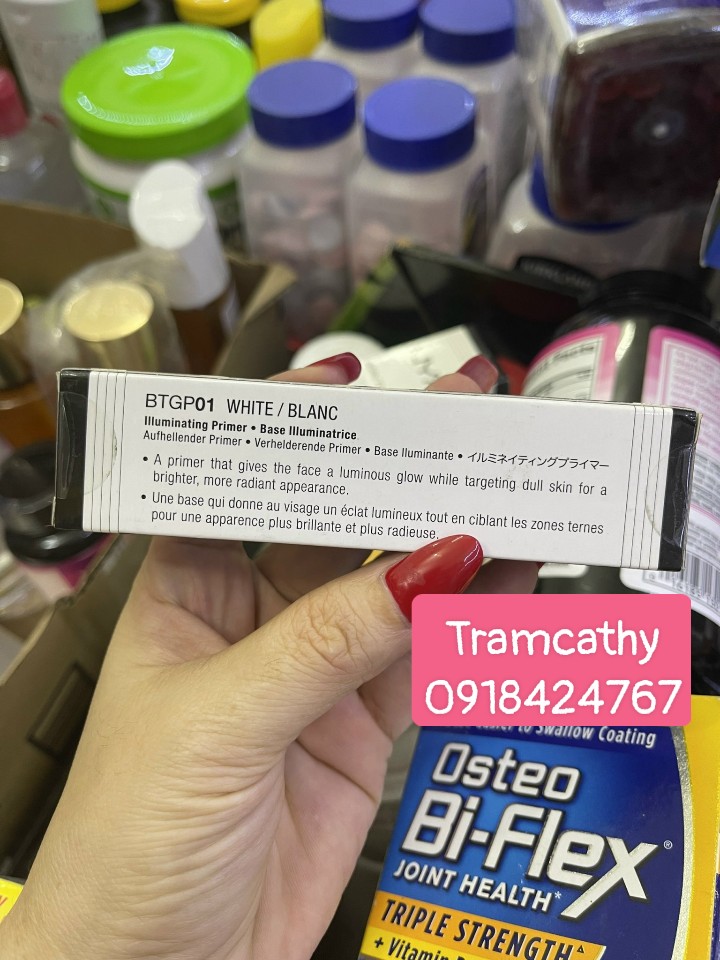 BTGP01 WHITE / BLANC
Illuminating Primer • Base Illuminatrice
Aufhellender Primer • Verhelderende Primer • Base Iluminante • イルミネイティングプライマー
• A primer that gives the face a luminous glow while targeting dull skin for a
brighter, more radiant appearance.
• Une base qui donne au visage un éclat lumineux tout en ciblant les zones ternes
pour une apparence plus brillante et plus radieuse.
Tramcathy
0918424767
to Swallow Coating
Osteo
Bi-Flex®
JOINT HEALTH*
TRIPLE STRENGTH
+ Vitamin